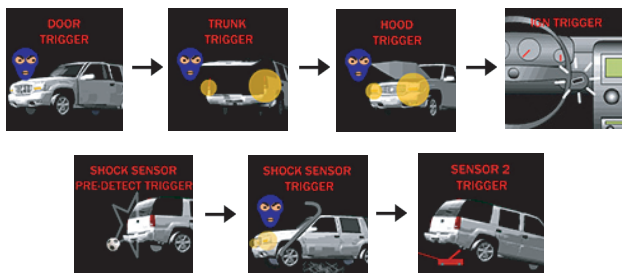 DOOR
TRIGGER
TRUNK
TRIGGER
HOOD
TRIGGER
IGN TRIGGER
SHOCK SENSOR
PRE-DETECT TRIGGER
SHOCK SENSOR
TRIGGER
SENSOR 2
TRIGGER